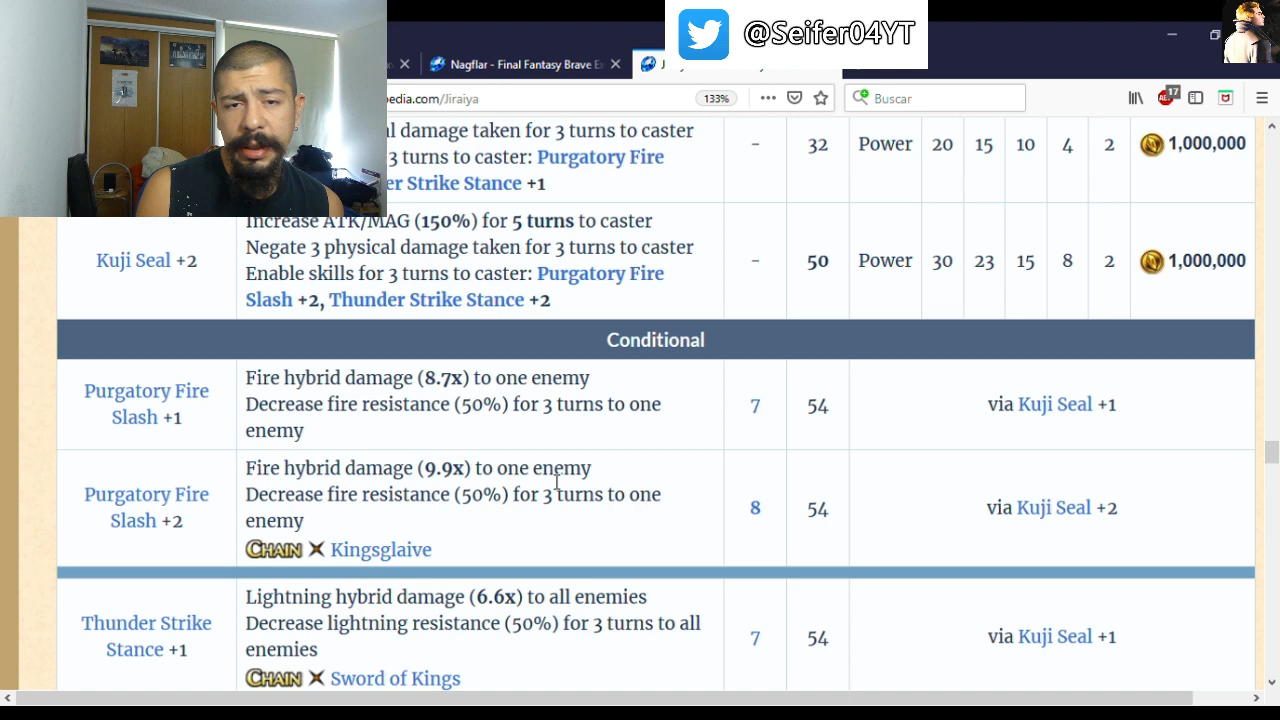 @Seifer04YT
Nagflar - Final Fantasy Brave E
pedia.com/Jiraiya
133%
Buscar
17
l damage taken for 3 turns to caster
3 turns to caster: Purgatory Fire
er Strike Stance +1
- 32 Power 20 15 10 4 2 1,000,000
Kuji Seal +2
Increase ATK/MAG (150%) for 5 turns to caster
Negate 3 physical damage taken for 3 turns to caster
Enable skills for 3 turns to caster: Purgatory Fire
Slash +2, Thunder Strike Stance +2
- 50 Power 30 23 15 8 2 1,000,000
Conditional
Purgatory Fire
Slash +1
Fire hybrid damage (8.7x) to one enemy
Decrease fire resistance (50%) for 3 turns to one
enemy
7 54 via Kuji Seal +1
Purgatory Fire
Slash +2
Fire hybrid damage (9.9x) to one enemy
Decrease fire resistance (50%) for 3 turns to one
enemy
CHAIN Kingsglaive
8 54 via Kuji Seal +2
Thunder Strike
Stance +1
Lightning hybrid damage (6.6x) to all enemies
Decrease lightning resistance (50%) for 3 turns to all
enemies
CHAIN Sword of Kings
7 54 via Kuji Seal +1